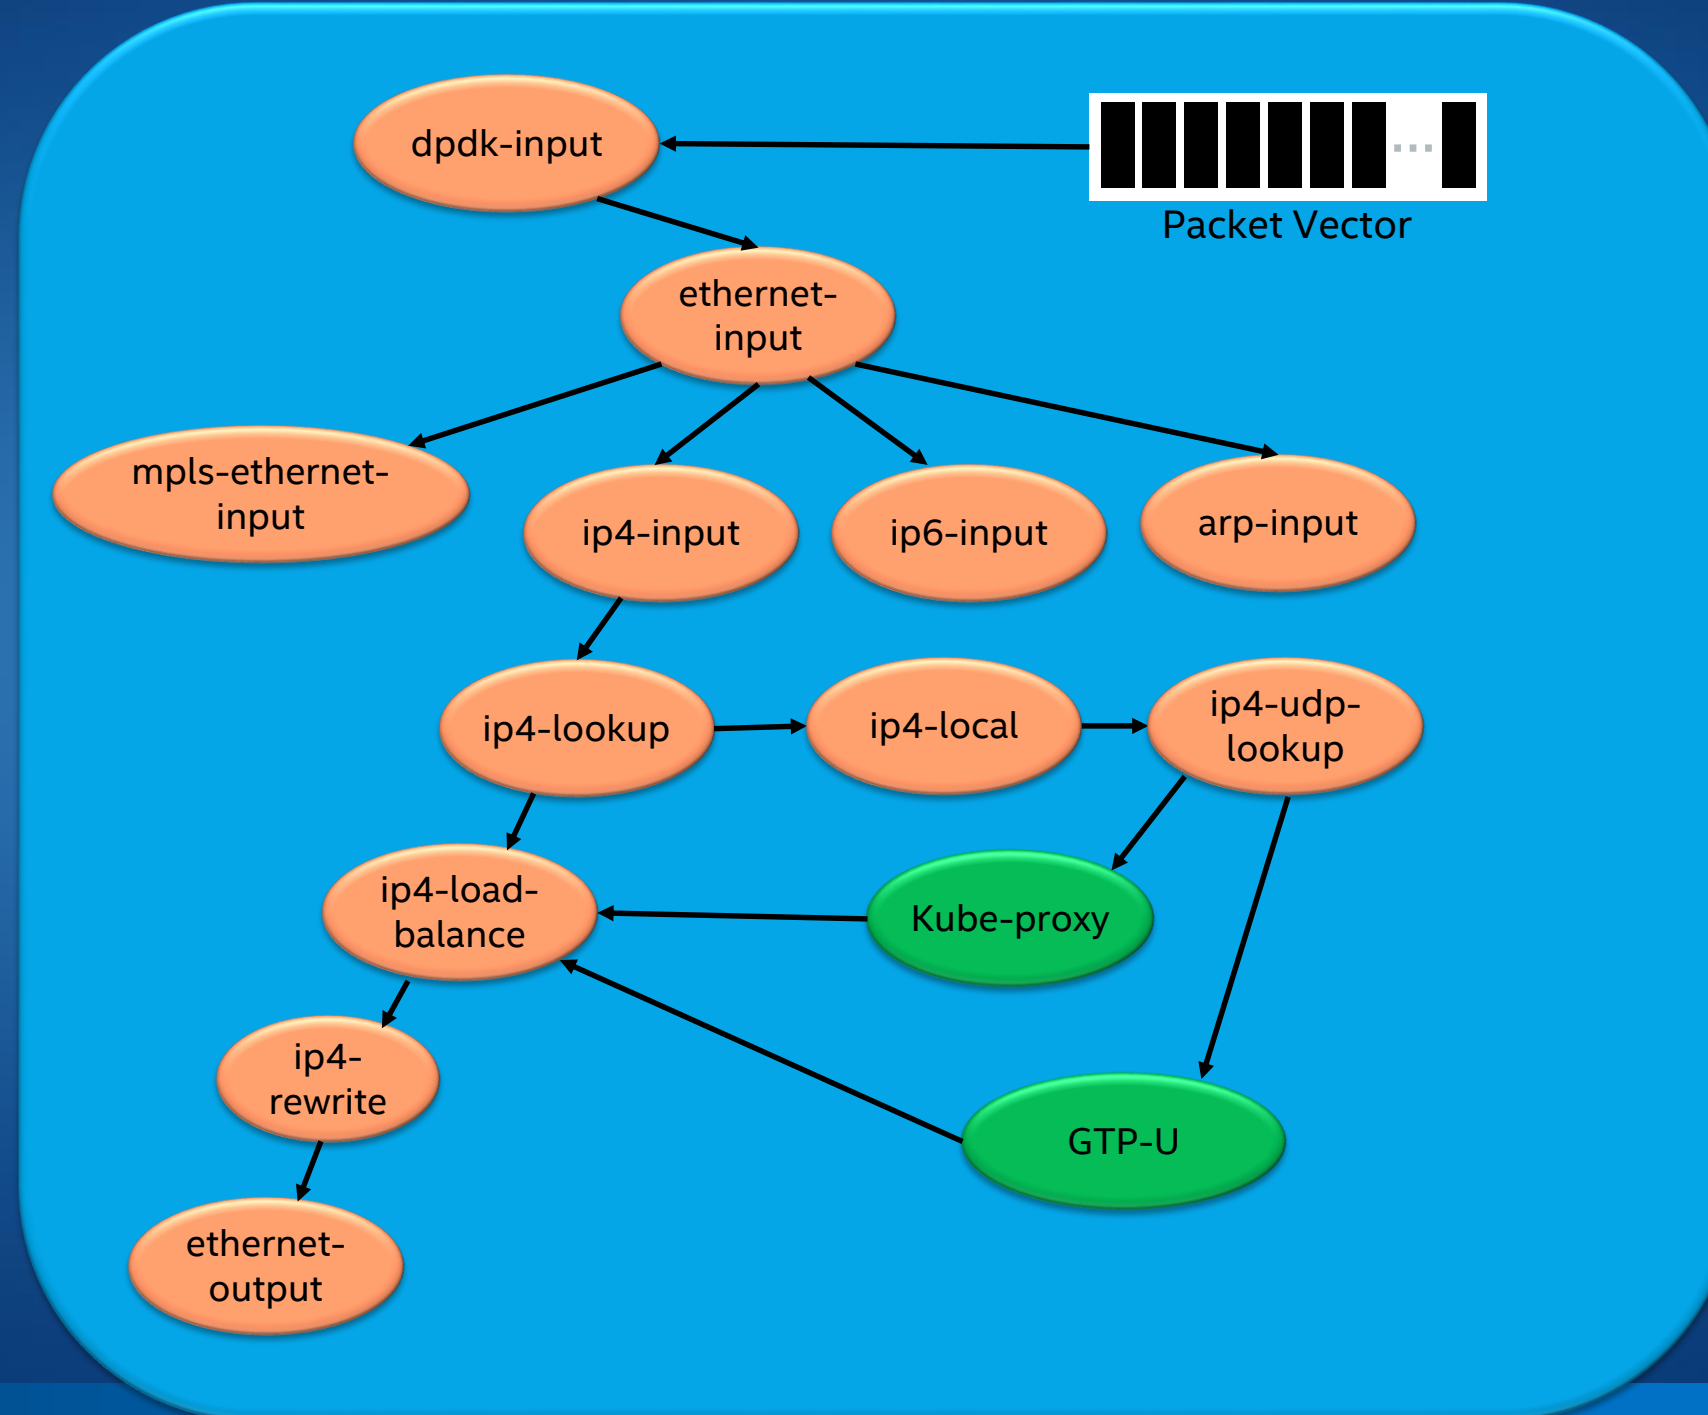 dpdk-input
Packet Vector
ethernet-
input
mpls-ethernet-
input
ip4-input
ip6-input
arp-input
ip4-lookup
ip4-local
ip4-udp-
lookup
ip4-load-
balance
Kube-proxy
ip4-
rewrite
GTP-U
ethernet-
output